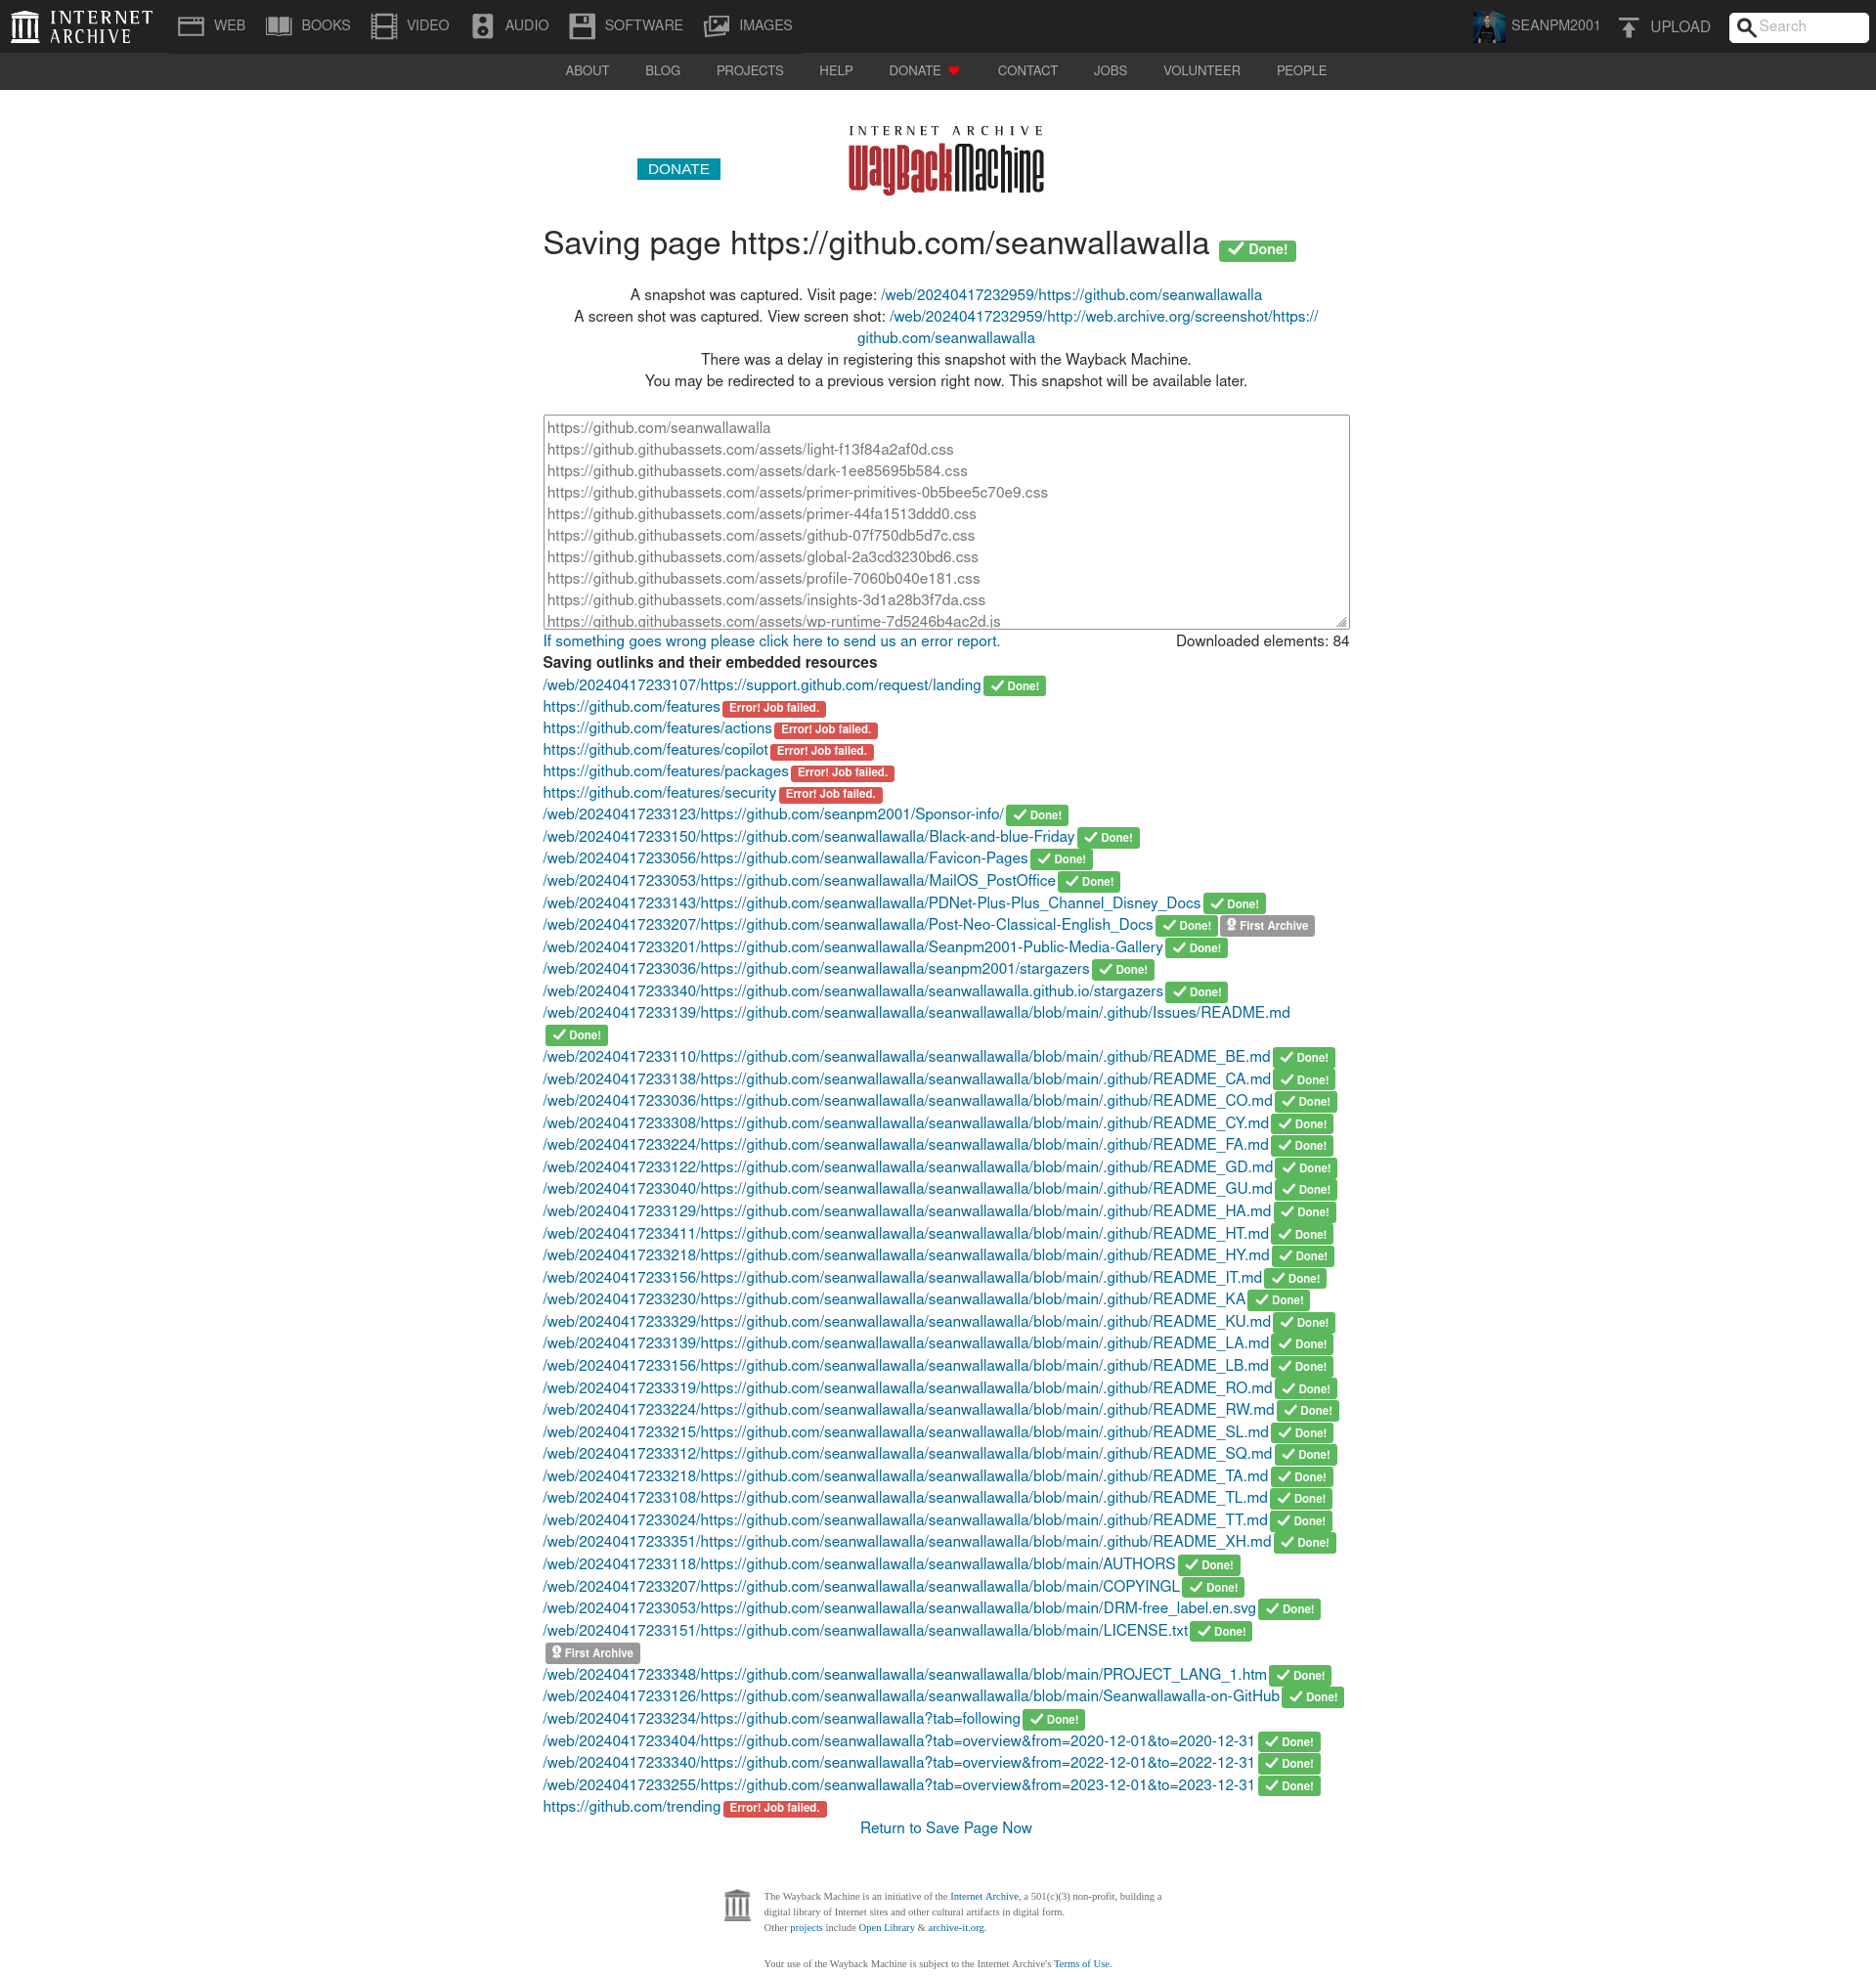 INTERNET ARCHIVE
WEB BOOKS VIDEO AUDIO SOFTWARE IMAGES SEANPM2001 UPLOAD Search
ABOUT BLOG PROJECTS HELP DONATE CONTACT JOBS VOLUNTEER PEOPLE
INTERNET ARCHIVE
WayBackMachine
DONATE
Saving page https://github.com/seanwallawalla Done!
A snapshot was captured. Visit page: /web/20240417232959/https://github.com/seanwallawalla
A screen shot was captured. View screen shot: /web/20240417232959/http://web.archive.org/screenshot/https://
github.com/seanwallawalla
There was a delay in registering this snapshot with the Wayback Machine.
You may be redirected to a previous version right now. This snapshot will be available later.
https://github.com/seanwallawalla
https://github.githubassets.com/assets/light-f13f84a2af0d.css
https://github.githubassets.com/assets/dark-1ee85695b584.css
https://github.githubassets.com/assets/primer-primitives-0b5bee5c70e9.css
https://github.githubassets.com/assets/primer-44fa1513ddd0.css
https://github.githubassets.com/assets/github-07f750db5d7c.css
https://github.githubassets.com/assets/global-2a3cd3230bd6.css
https://github.githubassets.com/assets/profile-7060b040e181.css
https://github.githubassets.com/assets/insights-3d1a28b3f7da.css
https://github.githubassets.com/assets/wp-runtime-7d5246b4ac2d.js
If something goes wrong please click here to send us an error report. Downloaded elements: 84
Saving outlinks and their embedded resources
/web/20240417233107/https://support.github.com/request/landing Done!
https://github.com/features Error! Job failed.
https://github.com/features/actions Error! Job failed.
https://github.com/features/copilot Error! Job failed.
https://github.com/features/packages Error! Job failed.
https://github.com/features/security Error! Job failed.
/web/20240417233123/https://github.com/seanpm2001/Sponsor-info/ Done!
/web/20240417233150/https://github.com/seanwallawalla/Black-and-blue-Friday Done!
/web/20240417233056/https://github.com/seanwallawalla/Favicon-Pages Done!
/web/20240417233053/https://github.com/seanwallawalla/MailOS_PostOffice Done!
/web/20240417233143/https://github.com/seanwallawalla/PDNet-Plus-Plus_Channel_Disney_Docs Done!
/web/20240417233207/https://github.com/seanwallawalla/Post-Neo-Classical-English_Docs Done! First Archive
/web/20240417233201/https://github.com/seanwallawalla/Seanpm2001-Public-Media-Gallery Done!
/web/20240417233036/https://github.com/seanwallawalla/seanpm2001/stargazers Done!
/web/20240417233340/https://github.com/seanwallawalla/seanwallawalla.github.io/stargazers Done!
/web/20240417233139/https://github.com/seanwallawalla/seanwallawalla/blob/main/.github/Issues/README.md
Done!
/web/20240417233110/https://github.com/seanwallawalla/seanwallawalla/blob/main/.github/README_BE.md Done!
/web/20240417233138/https://github.com/seanwallawalla/seanwallawalla/blob/main/.github/README_CA.md Done!
/web/20240417233036/https://github.com/seanwallawalla/seanwallawalla/blob/main/.github/README_CO.md Done!
/web/20240417233308/https://github.com/seanwallawalla/seanwallawalla/blob/main/.github/README_CY.md Done!
/web/20240417233224/https://github.com/seanwallawalla/seanwallawalla/blob/main/.github/README_FA.md Done!
/web/20240417233122/https://github.com/seanwallawalla/seanwallawalla/blob/main/.github/README_GD.md Done!
/web/20240417233040/https://github.com/seanwallawalla/seanwallawalla/blob/main/.github/README_GU.md Done!
/web/20240417233129/https://github.com/seanwallawalla/seanwallawalla/blob/main/.github/README_HA.md Done!
/web/20240417233411/https://github.com/seanwallawalla/seanwallawalla/blob/main/.github/README_HT.md Done!
/web/20240417233218/https://github.com/seanwallawalla/seanwallawalla/blob/main/.github/README_HY.md Done!
/web/20240417233156/https://github.com/seanwallawalla/seanwallawalla/blob/main/.github/README_IT.md Done!
/web/20240417233230/https://github.com/seanwallawalla/seanwallawalla/blob/main/.github/README_KA Done!
/web/20240417233329/https://github.com/seanwallawalla/seanwallawalla/blob/main/.github/README_KU.md Done!
/web/20240417233139/https://github.com/seanwallawalla/seanwallawalla/blob/main/.github/README_LA.md Done!
/web/20240417233156/https://github.com/seanwallawalla/seanwallawalla/blob/main/.github/README_LB.md Done!
/web/20240417233319/https://github.com/seanwallawalla/seanwallawalla/blob/main/.github/README_RO.md Done!
/web/20240417233224/https://github.com/seanwallawalla/seanwallawalla/blob/main/.github/README_RW.md Done!
/web/20240417233215/https://github.com/seanwallawalla/seanwallawalla/blob/main/.github/README_SL.md Done!
/web/20240417233312/https://github.com/seanwallawalla/seanwallawalla/blob/main/.github/README_SQ.md Done!
/web/20240417233218/https://github.com/seanwallawalla/seanwallawalla/blob/main/.github/README_TA.md Done!
/web/20240417233108/https://github.com/seanwallawalla/seanwallawalla/blob/main/.github/README_TL.md Done!
/web/20240417233024/https://github.com/seanwallawalla/seanwallawalla/blob/main/.github/README_TT.md Done!
/web/20240417233351/https://github.com/seanwallawalla/seanwallawalla/blob/main/.github/README_XH.md Done!
/web/20240417233118/https://github.com/seanwallawalla/seanwallawalla/blob/main/AUTHORS Done!
/web/20240417233207/https://github.com/seanwallawalla/seanwallawalla/blob/main/COPYINGL Done!
/web/20240417233053/https://github.com/seanwallawalla/seanwallawalla/blob/main/DRM-free_label.en.svg Done!
/web/20240417233151/https://github.com/seanwallawalla/seanwallawalla/blob/main/LICENSE.txt Done!
First Archive
/web/20240417233348/https://github.com/seanwallawalla/seanwallawalla/blob/main/PROJECT_LANG_1.htm Done!
/web/20240417233126/https://github.com/seanwallawalla/seanwallawalla/blob/main/Seanwallawalla-on-GitHub Done!
/web/20240417233234/https://github.com/seanwallawalla?tab=following Done!
/web/20240417233404/https://github.com/seanwallawalla?tab=overview&from=2020-12-01&to=2020-12-31 Done!
/web/20240417233340/https://github.com/seanwallawalla?tab=overview&from=2022-12-01&to=2022-12-31 Done!
/web/20240417233255/https://github.com/seanwallawalla?tab=overview&from=2023-12-01&to=2023-12-31 Done!
https://github.com/trending Error! Job failed.
Return to Save Page Now
The Wayback Machine is an initiative of the Internet Archive, a 501(c)(3) non-profit, building a
digital library of Internet sites and other cultural artifacts in digital form.
Other projects include Open Library & archive-it.org.
Your use of the Wayback Machine is subject to the Internet Archive's Terms of Use.